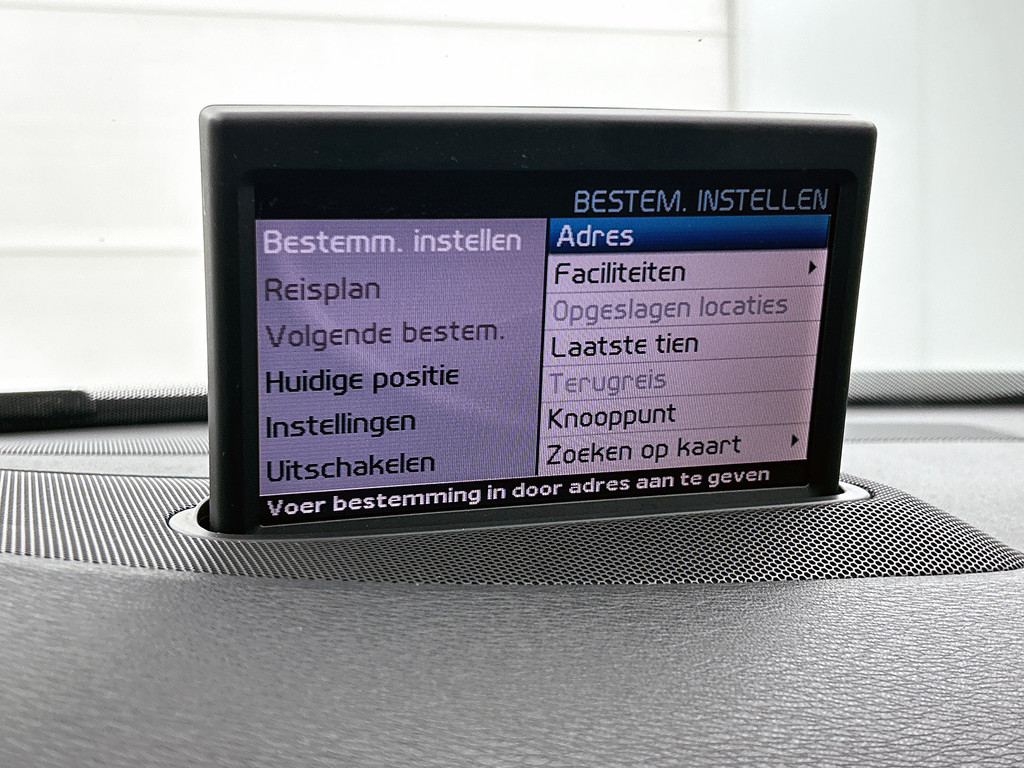 BESTEM. INSTELLEN
Bestemm. instellen
Reisplan
Volgende bestem.
Huidige positie
Instellingen
Uitschakelen
Adres
Faciliteiten
Opgeslagen locaties
Laatste tien
Terugreis
Knooppunt
Zoeken op kaart
Voer bestemming in door adres aan te geven